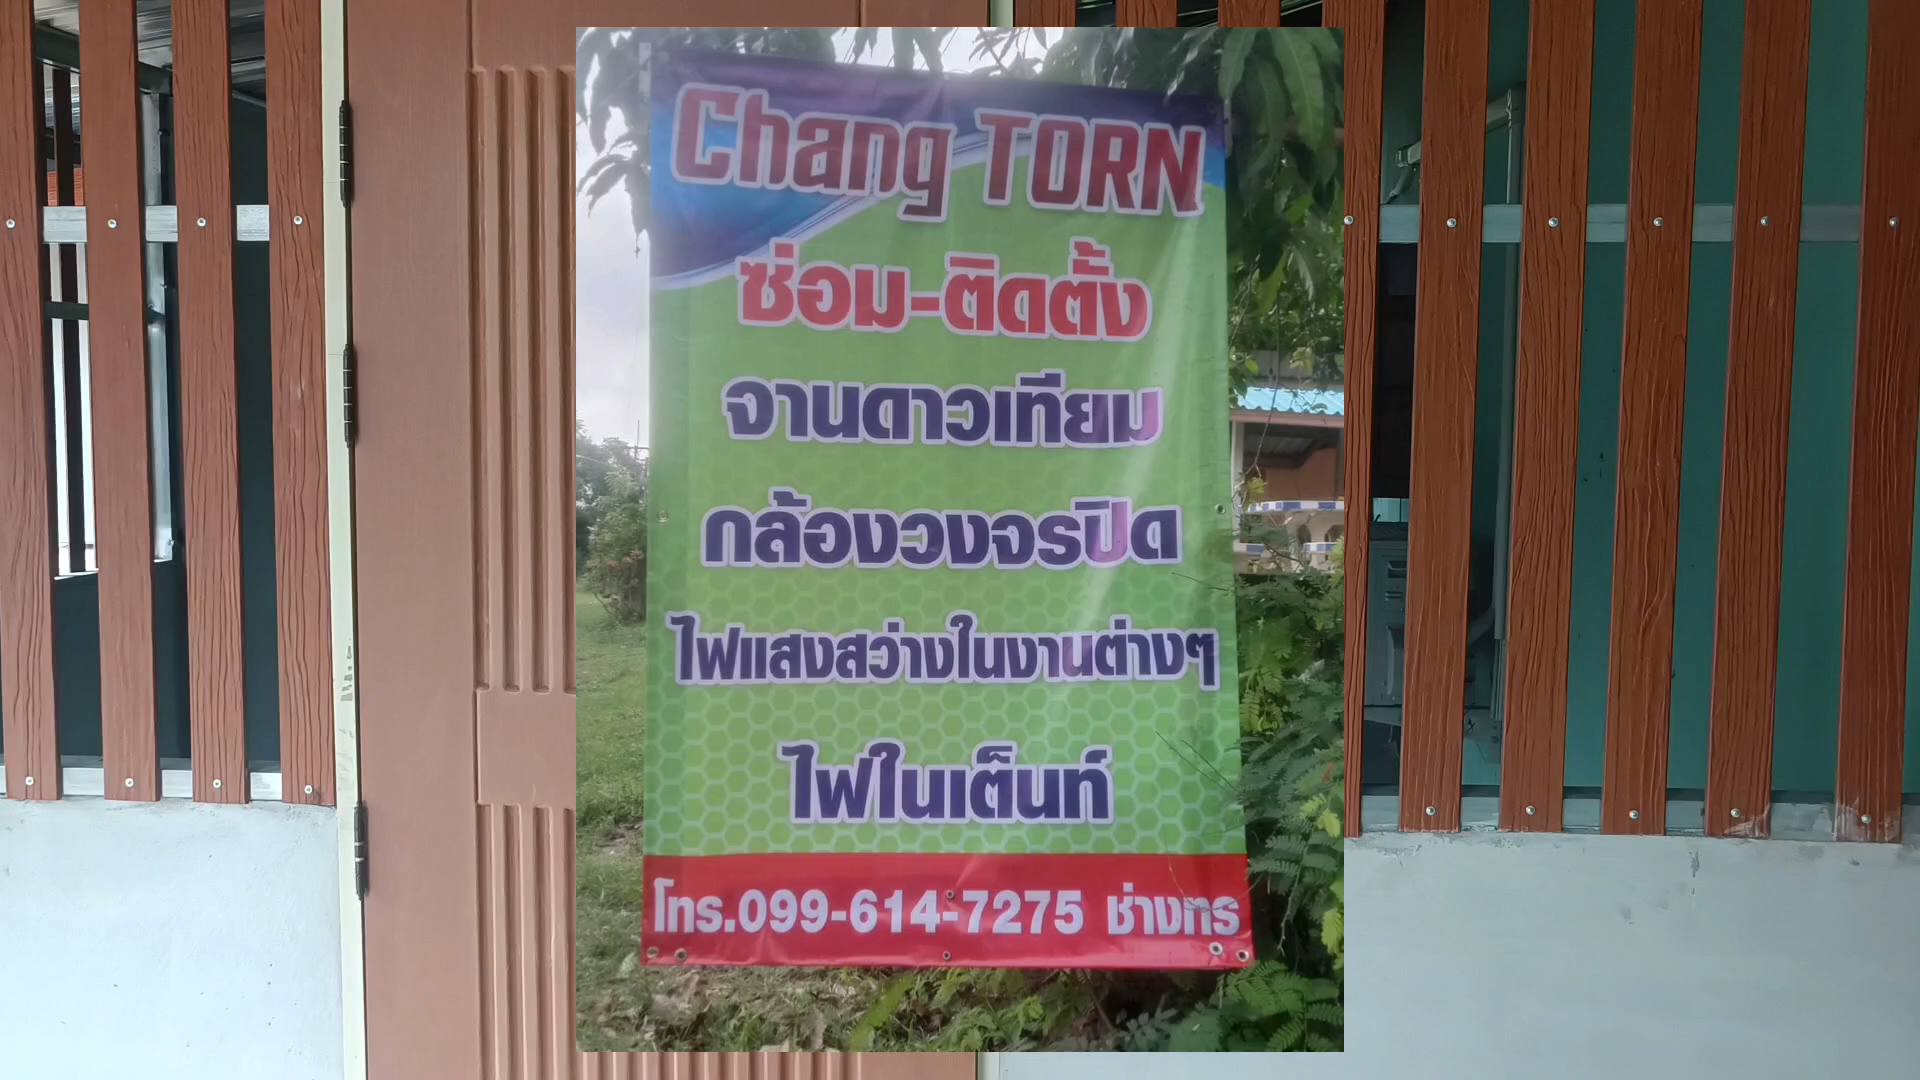 Chang TORN
ซ่อม-ติดตั้ง
จานดาวเทียม
กล้องวงจรปิด
ไฟแสงสว่างในงานต่างๆ
ไฟในเต็นท์
โทร.099-614-7275 ช่างทร